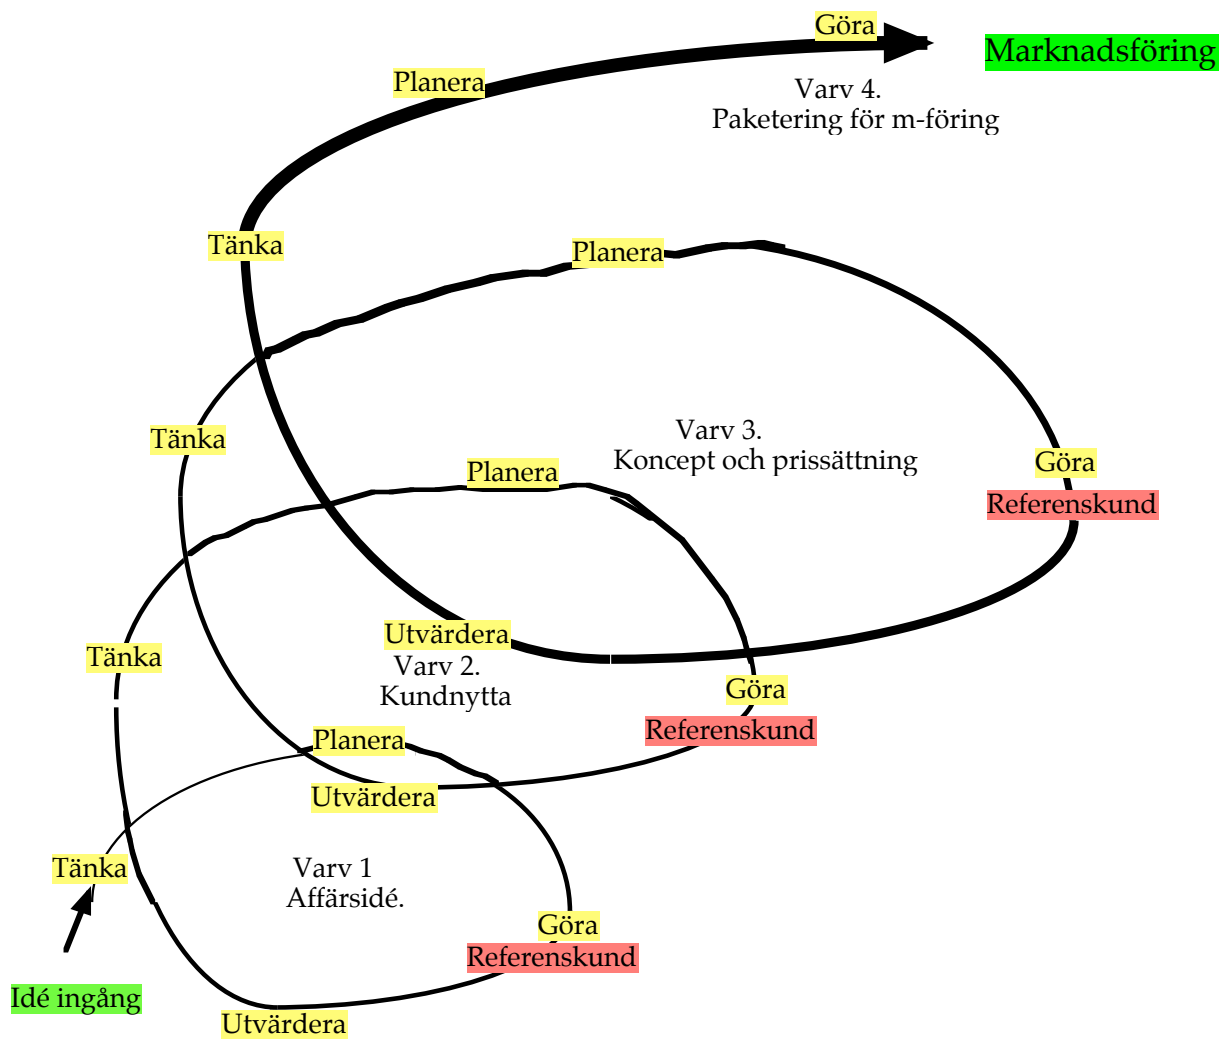 Göra
Marknadsföring
Planera
Varv 4.
Paketering för m-föring
Tänka
Planera
Tänka
Varv 3.
Koncept och prissättning
Göra
Planera
Referenskund
Utvärdera
Tänka
Varv 2.
Kundnytta
Göra
Referenskund
Planera
Utvärdera
Tänka
Varv 1
Affärsidé.
Göra
Referenskund
Idé ingång
Utvärdera